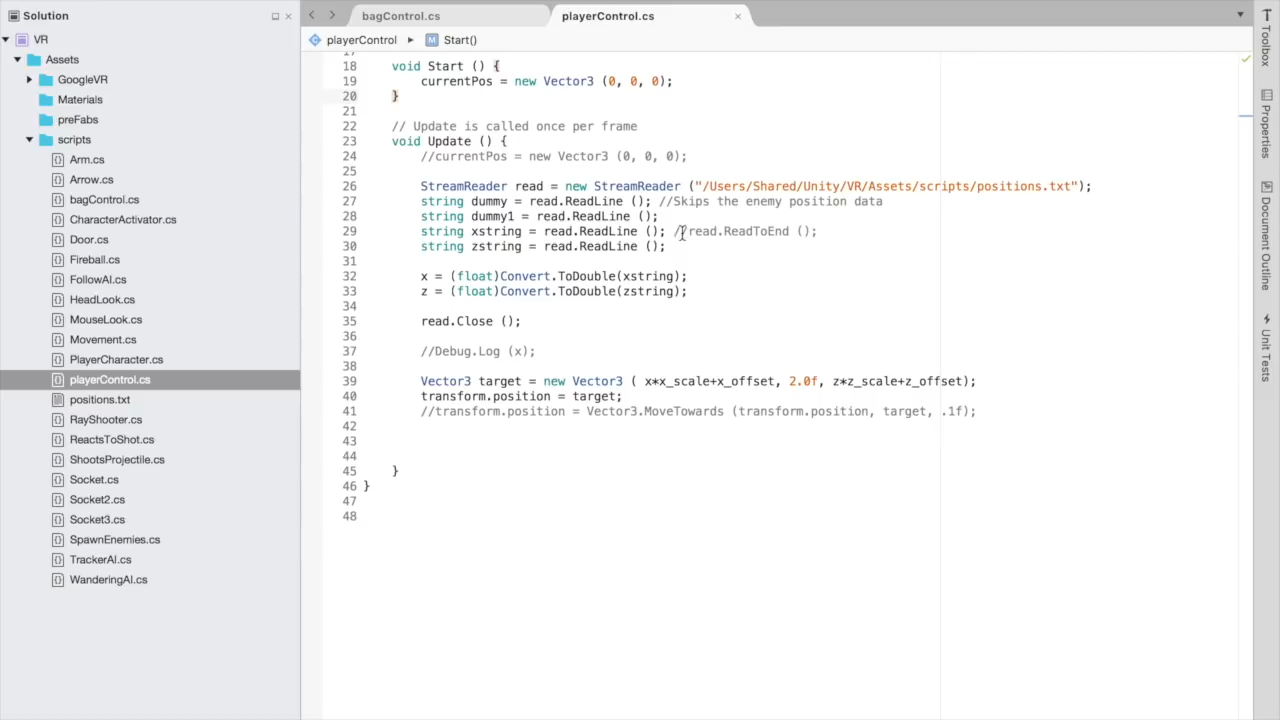 Solution
bagControl.cs
playerControl.cs
playerControl
Start()
VR
Assets
GoogleVR
Materials
preFabs
scripts
Arm.cs
Arrow.cs
bagControl.cs
CharacterActivator.cs
Door.cs
Fireball.cs
FollowAI.cs
HeadLook.cs
MouseLook.cs
Movement.cs
PlayerCharacter.cs
playerControl.cs
positions.txt
RayShooter.cs
ReactsToShot.cs
ShootsProjectile.cs
Socket.cs
Socket2.cs
Socket3.cs
SpawnEnemies.cs
TrackerAI.cs
WanderingAI.cs
17
18 void Start () {
19 currentPos = new Vector3 (0, 0, 0);
20 }
21
22 // Update is called once per frame
23 void Update () {
24 //currentPos = new Vector3 (0, 0, 0);
25
26 StreamReader read = new StreamReader ("/Users/Shared/Unity/VR/Assets/scripts/positions.txt");
27 string dummy = read.ReadLine (); //Skips the enemy position data
28 string dummy1 = read.ReadLine ();
29 string xstring = read.ReadLine (); //read.ReadToEnd ();
30 string zstring = read.ReadLine ();
31
32 x = (float)Convert.ToDouble(xstring);
33 z = (float)Convert.ToDouble(zstring);
34
35 read.Close ();
36
37 //Debug.Log (x);
38
39 Vector3 target = new Vector3 ( x*x_scale+x_offset, 2.0f, z*z_scale+z_offset);
40 transform.position = target;
41 //transform.position = Vector3.MoveTowards (transform.position, target, .1f);
42
43
44
45 }
46 }
47
48
Toolbox
Properties
Document Outline
Unit Tests